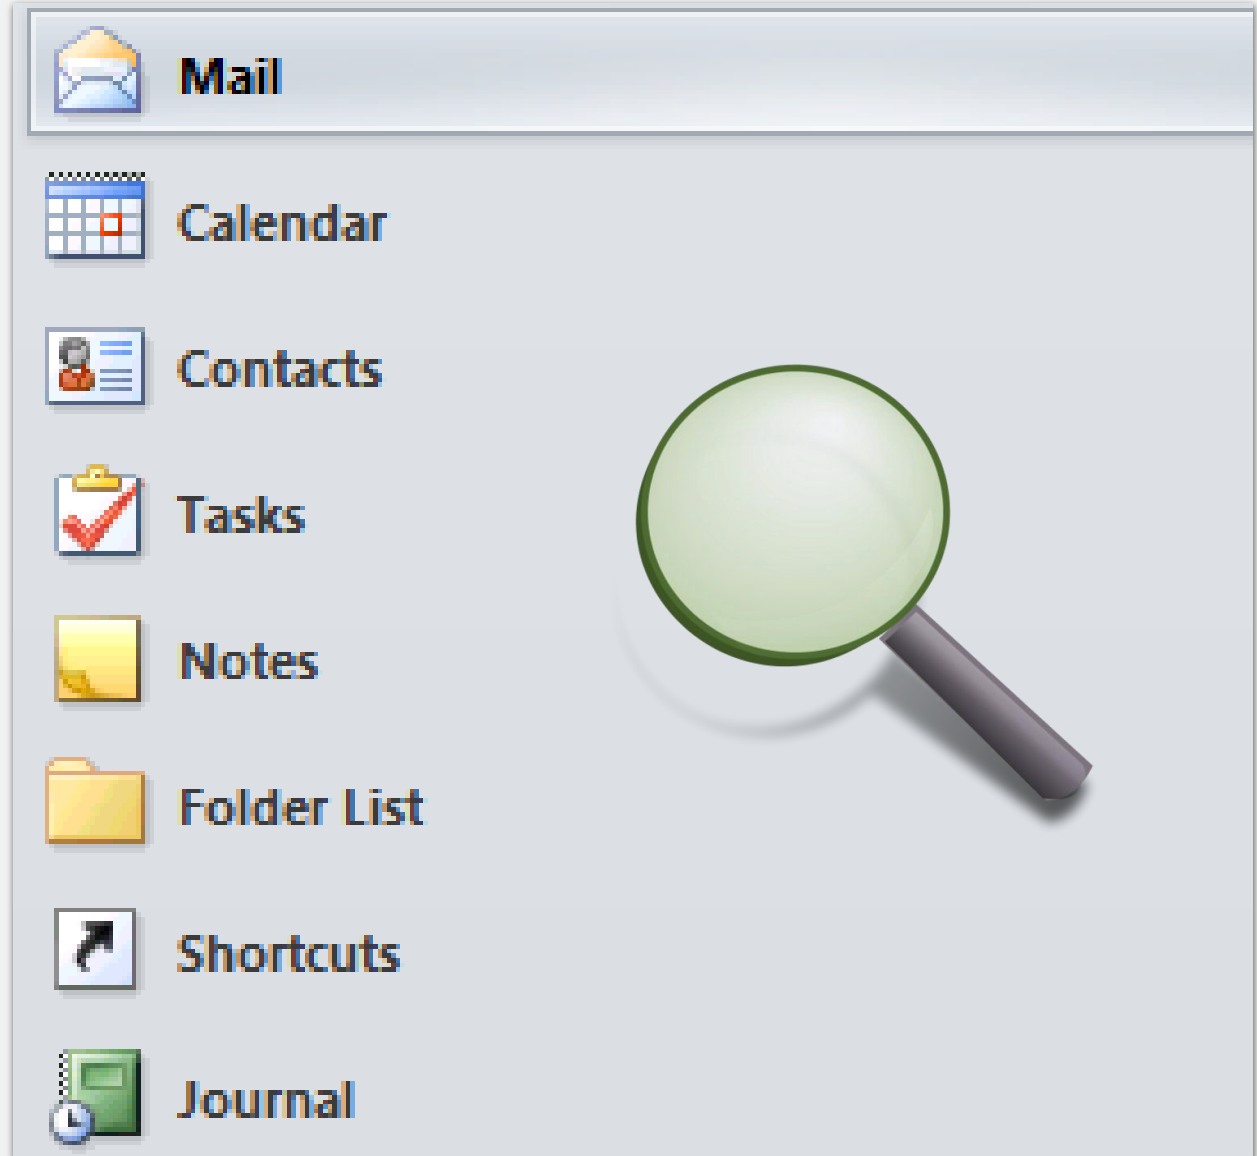 Mail
Calendar
Contacts
Tasks
Notes
Folder List
Shortcuts
Journal